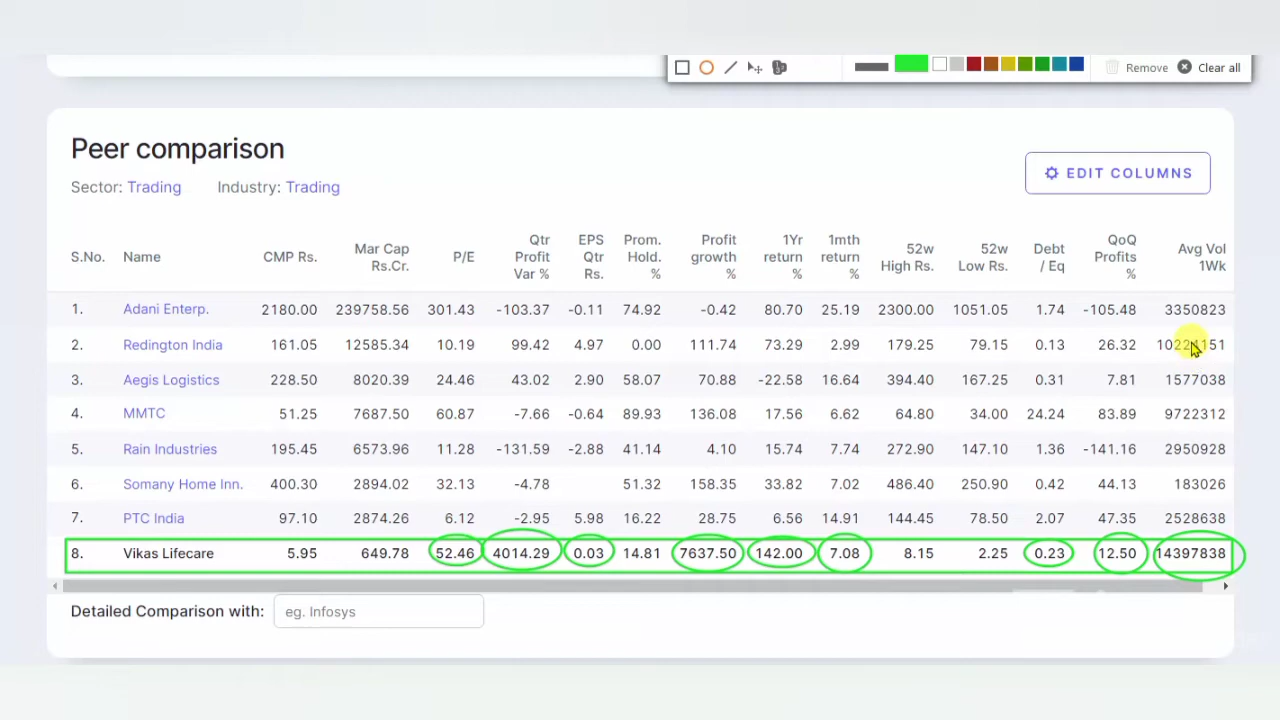 Remove Clear all
Peer comparison
Sector: Trading Industry: Trading
EDIT COLUMNS
S.No. Name CMP Rs. Mar Cap Rs.Cr. P/E Qtr Profit Var % EPS Qtr Rs. Prom. Hold. % Profit growth % 1Yr return % 1mth return % 52w High Rs. 52w Low Rs. Debt / Eq QoQ Profits % Avg Vol 1Wk
1. Adani Enterp. 2180.00 239758.56 301.43 -103.37 -0.11 74.92 -0.42 80.70 25.19 2300.00 1051.05 1.74 -105.48 3350823
2. Redington India 161.05 12585.34 10.19 99.42 4.97 0.00 111.74 73.29 2.99 179.25 79.15 0.13 26.32
3. Aegis Logistics 228.50 8020.39 24.46 43.02 2.90 58.07 70.88 -22.58 16.64 394.40 167.25 0.31 7.81 1577038
4. MMTC 51.25 7687.50 60.87 -7.66 -0.64 89.93 136.08 17.56 6.62 64.80 34.00 24.24 83.89 9722312
5. Rain Industries 195.45 6573.96 11.28 -131.59 -2.88 41.14 4.10 15.74 7.74 272.90 147.10 1.36 -141.16 2950928
6. Somany Home Inn. 400.30 2894.02 32.13 -4.78 51.32 158.35 33.82 7.02 486.40 250.90 0.42 44.13 183026
7. PTC India 97.10 2874.26 6.12 -2.95 5.98 16.22 28.75 6.56 14.91 144.45 78.50 2.07 47.35 2528638
8. Vikas Lifecare 5.95 649.78 52.46 4014.29 0.03 14.81 7637.50 142.00 7.08 8.15 2.25 0.23 12.50 14397838
Detailed Comparison with: eg. Infosys